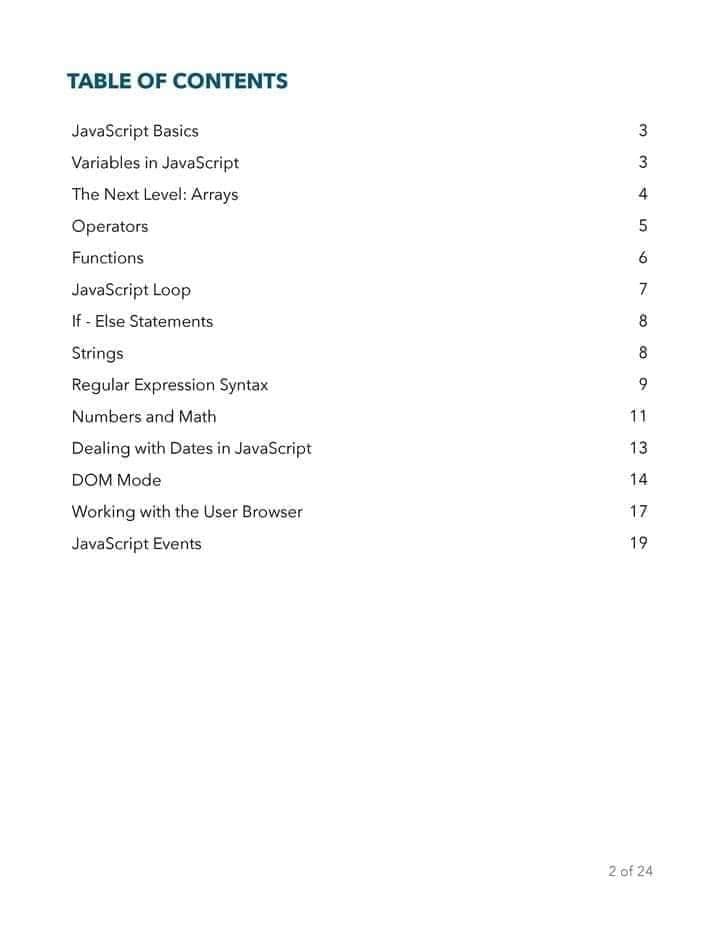 TABLE OF CONTENTS
JavaScript Basics 3
Variables in JavaScript 3
The Next Level: Arrays 4
Operators 5
Functions 6
JavaScript Loop 7
If - Else Statements 8
Strings 8
Regular Expression Syntax 9
Numbers and Math 11
Dealing with Dates in JavaScript 13
DOM Mode 14
Working with the User Browser 17
JavaScript Events 19
2 of 24